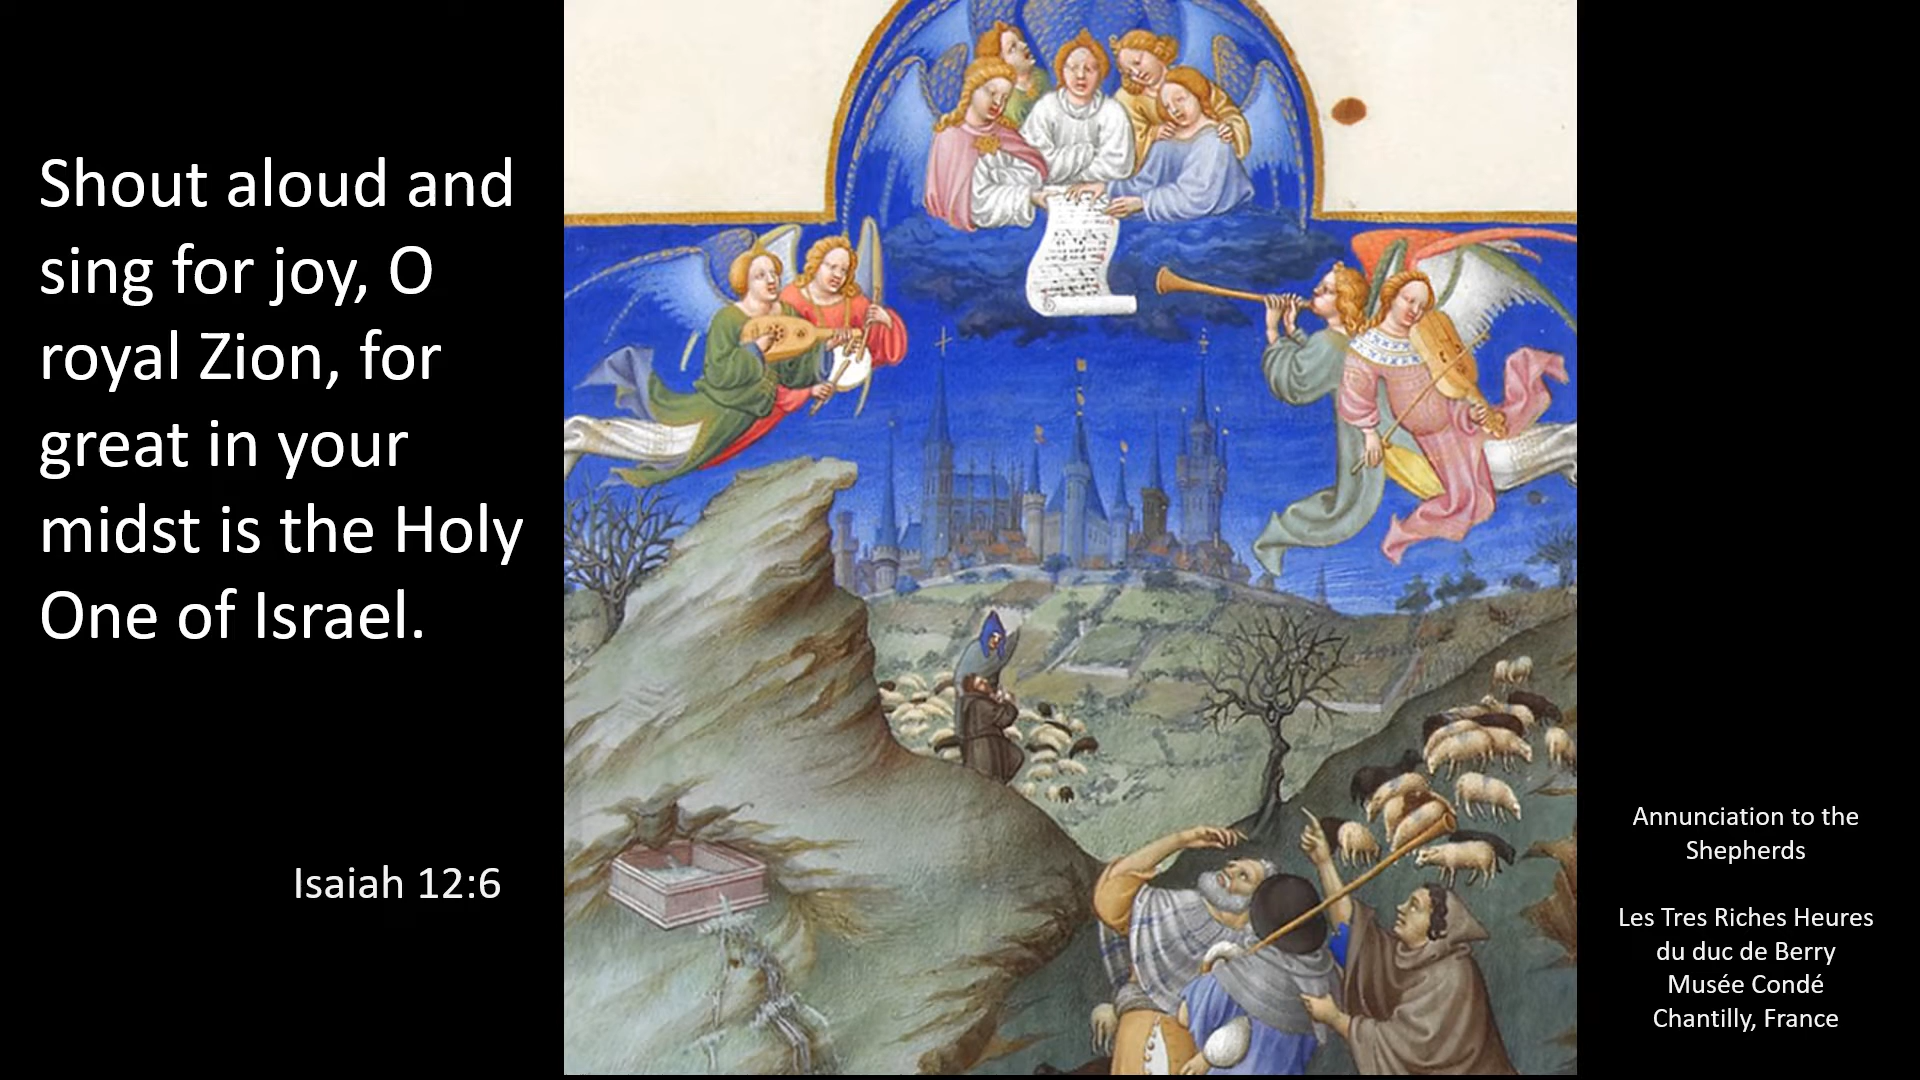 Shout aloud and
sing for joy, O
royal Zion, for
great in your
midst is the Holy
One of Israel.
Isaiah 12:6
Annunciation to the
Shepherds
Les Tres Riches Heures
du duc de Berry
Musée Condé
Chantilly, France